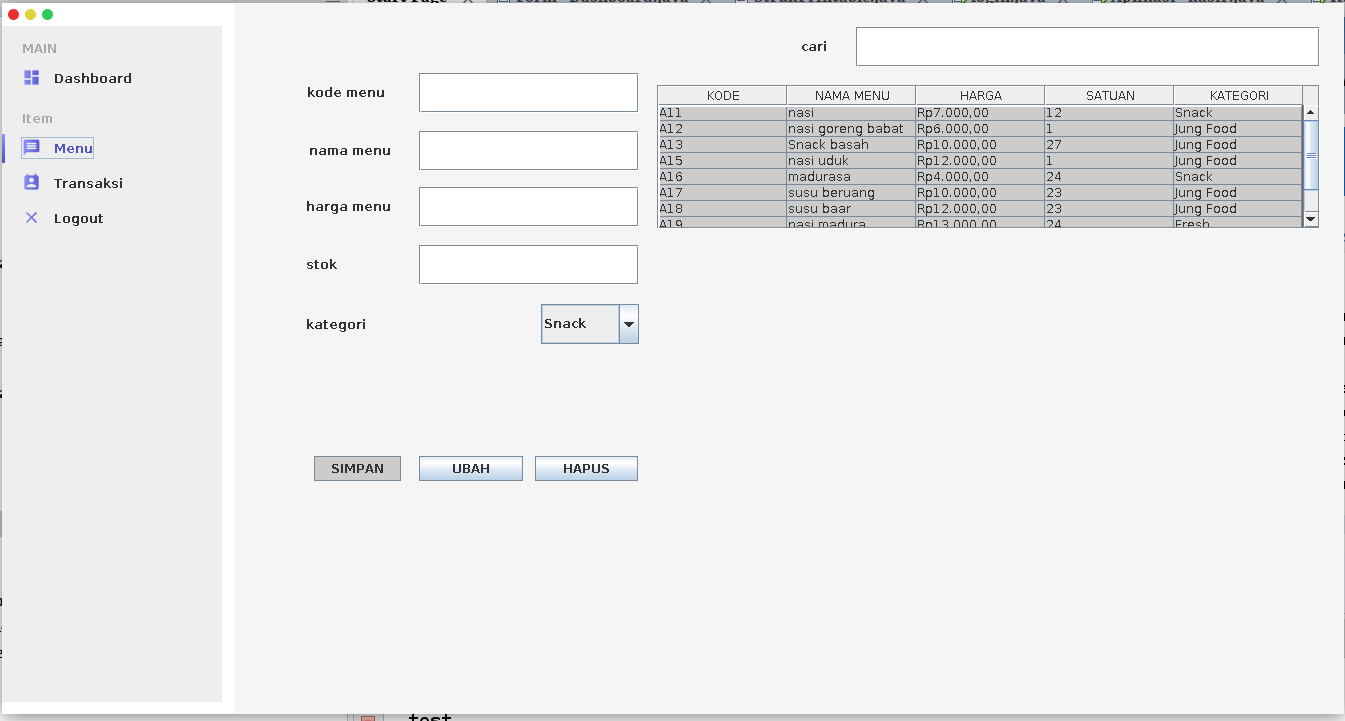 MAIN
Dashboard
Item
Menu
Transaksi
Logout
cari
kode menu
nama menu
harga menu
stok
kategori
Snack
SIMPAN UBAH HAPUS
KODE NAMA MENU HARGA SATUAN KATEGORI
A11 nasi Rp7.000,00 12 Snack
A12 nasi goreng babat Rp6.000,00 1 Jung Food
A13 Snack basah Rp10.000,00 27 Jung Food
A15 nasi uduk Rp12.000,00 1 Jung Food
A16 madurasa Rp4.000,00 24 Snack
A17 susu beruang Rp10.000,00 23 Jung Food
A18 susu baar Rp12.000,00 23 Jung Food
A19 nasi madura Rp13.000,00 24 Fresh
test